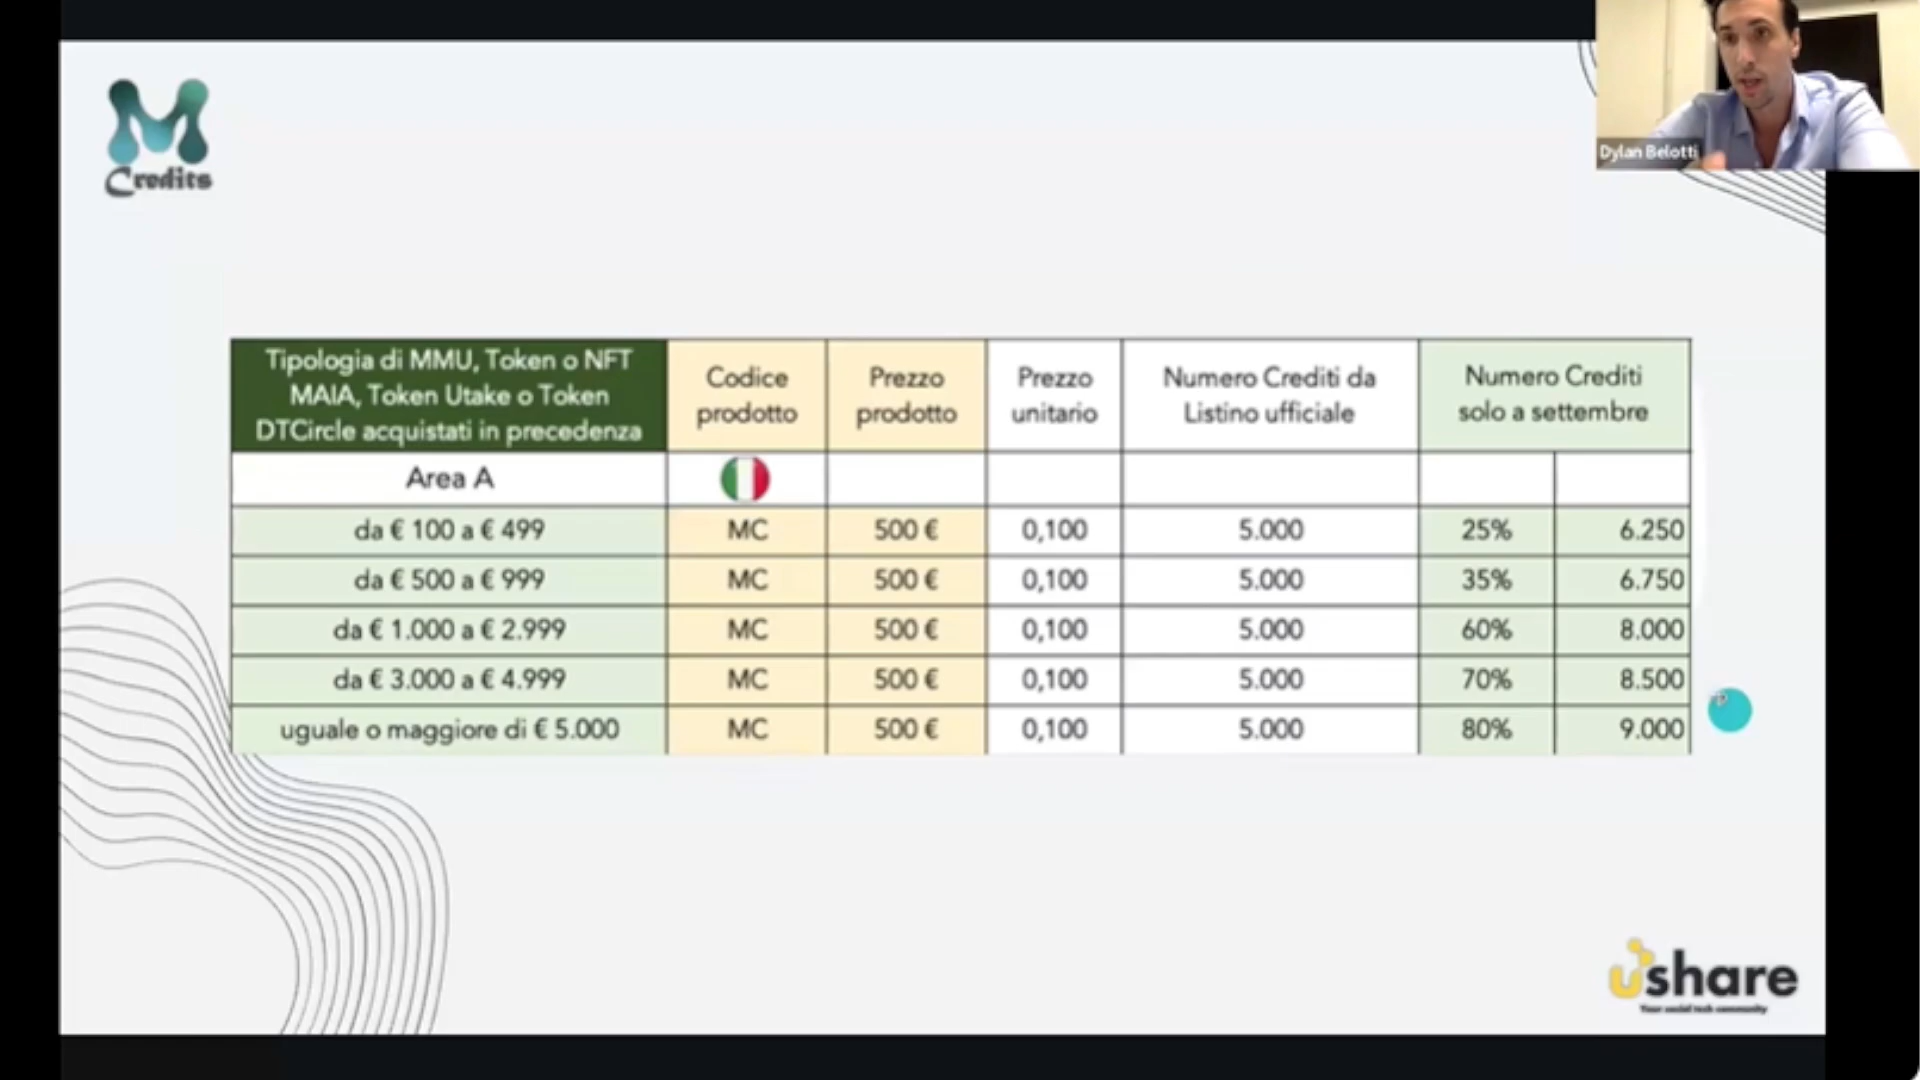 Credits
Dylan Belotti
Tipologia di MMU, Token o NFT
MAIA, Token Utake o Token
DTCircle acquistati in precedenza
Codice
prodotto
Prezzo
prodotto
Prezzo
unitario
Numero Crediti da
Listino ufficiale
Numero Crediti
solo a settembre
Area A
da € 100 a € 499 MC 500 € 0,100 5.000 25% 6.250
da € 500 a € 999 MC 500 € 0,100 5.000 35% 6.750
da € 1.000 a € 2.999 MC 500 € 0,100 5.000 60% 8.000
da € 3.000 a € 4.999 MC 500 € 0,100 5.000 70% 8.500
uguale o maggiore di € 5.000 MC 500 € 0,100 5.000 80% 9.000
ushare
Your social tech community